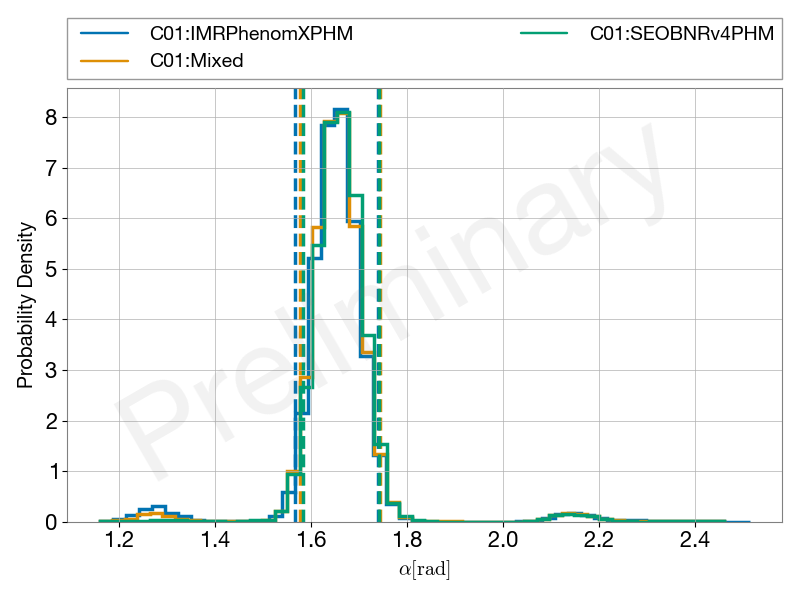 C01:IMRPhenomXPHM
C01:Mixed
C01:SEOBNRv4PHM
Preliminary
Probability Density
8
7
6
5
4
3
2
1
0
1.2 1.4 1.6 1.8 2.0 2.2 2.4
α[rad]